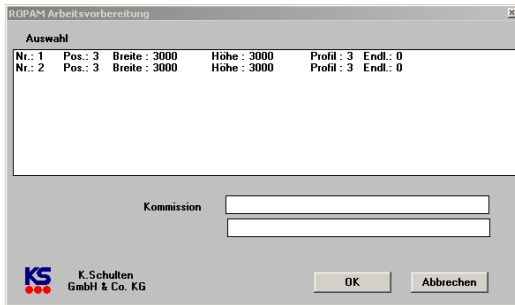 ROPAM Arbeitsvorbereitung
Auswahl
Nr.: 1 Pos.: 3 Breite : 3000 Höhe : 3000 Profil : 3 Endl.: 0
Nr.: 2 Pos.: 3 Breite : 3000 Höhe : 3000 Profil : 3 Endl.: 0
Kommission
KS
K.Schulten
GmbH & Co. KG
OK
Abbrechen